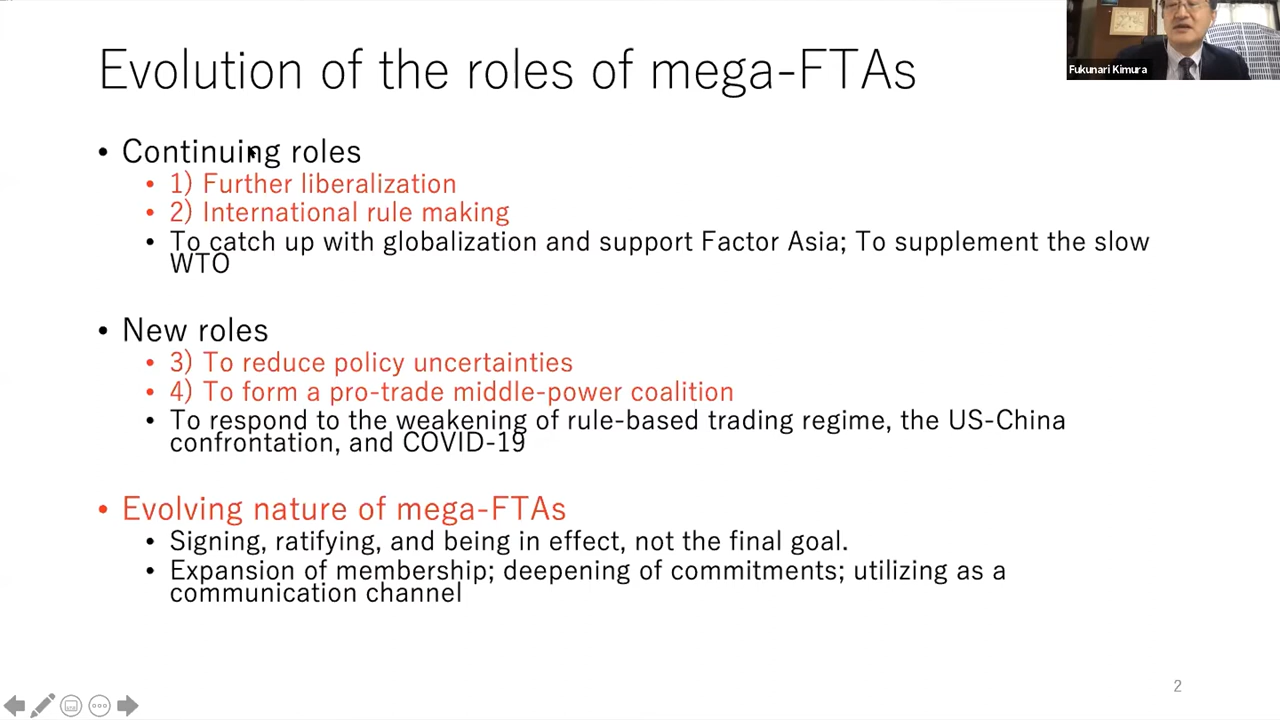 Evolution of the roles of mega-FTAs
Fukunari Kimura
• Continuing roles
• 1) Further liberalization
• 2) International rule making
• To catch up with globalization and support Factor Asia; To supplement the slow
WTO
• New roles
• 3) To reduce policy uncertainties
• 4) To form a pro-trade middle-power coalition
• To respond to the weakening of rule-based trading regime, the US-China
confrontation, and COVID-19
• Evolving nature of mega-FTAs
• Signing, ratifying, and being in effect, not the final goal.
• Expansion of membership; deepening of commitments; utilizing as a
communication channel
2